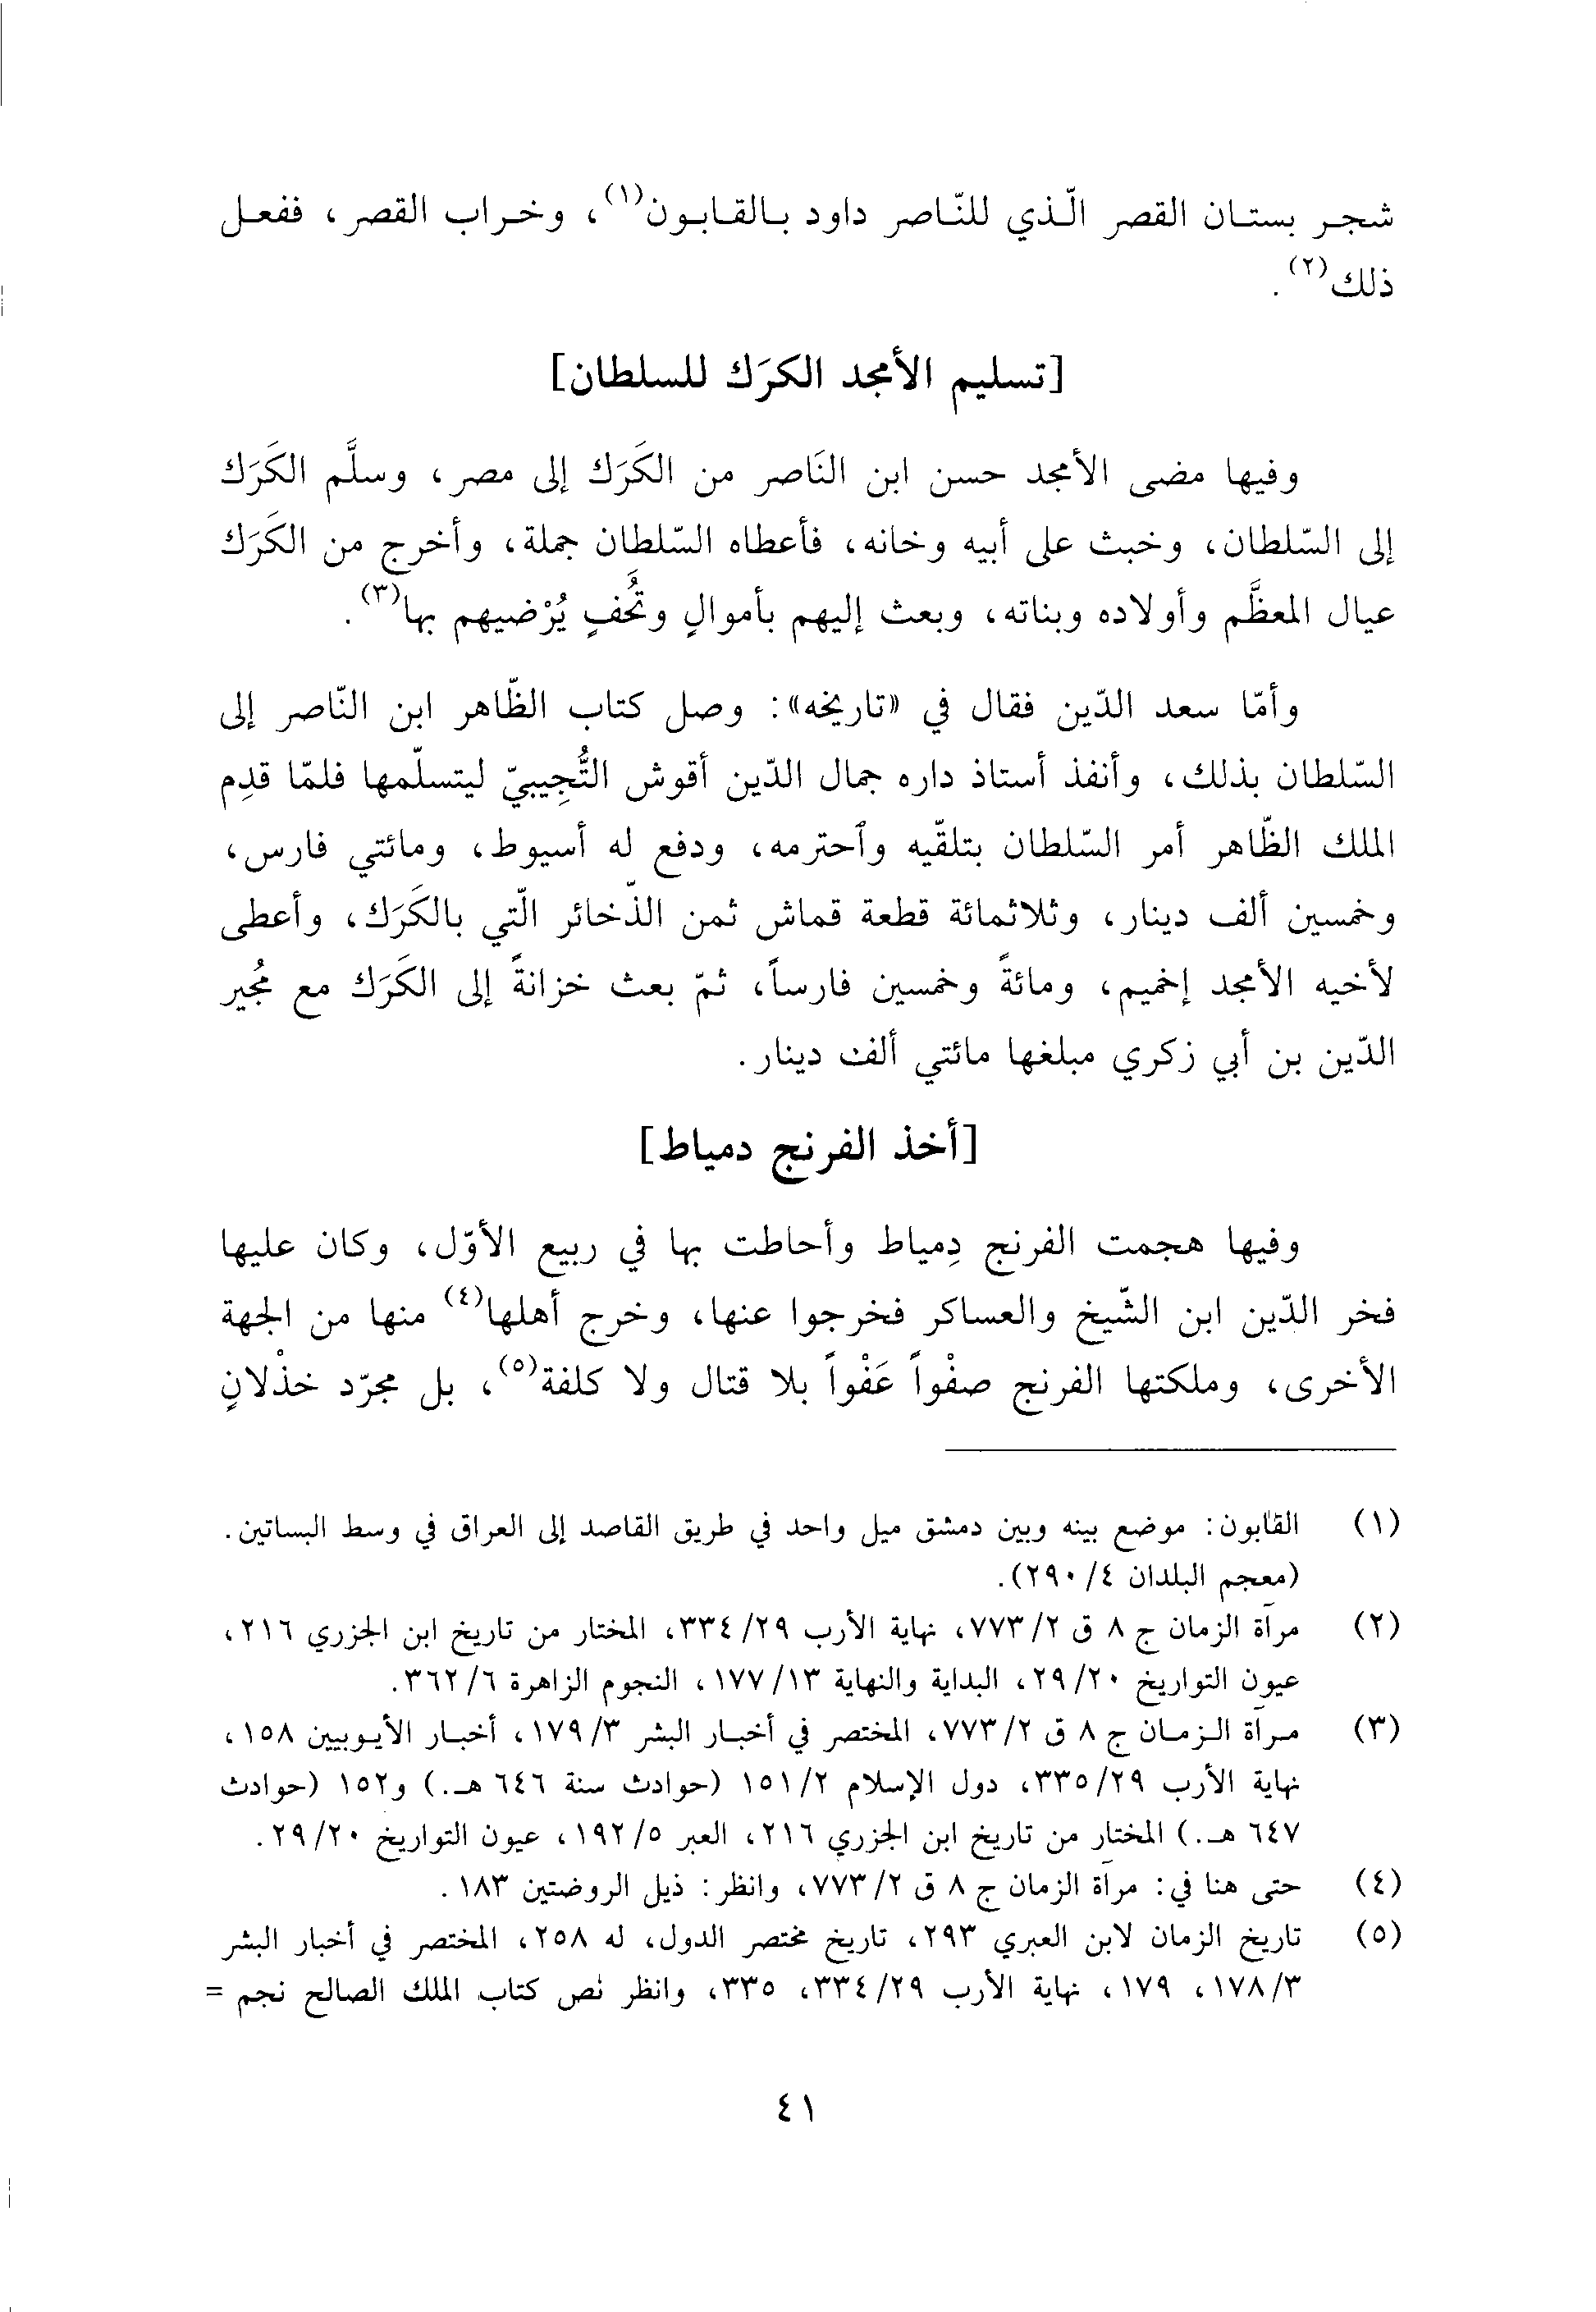 شجر بستان القصر الّذي للنّاصر داود بالقابون(١)، وخراب القصر، ففعل
ذلك(٢).
[تسليم الأمجد الكرَك للسلطان]
وفيها مضى الأمجد حسن ابن النَاصر من الكَرَك إلى مصر، وسلَّم الكَرَك
إلى السّلطان، وخبث على أبيه وخانه، فأعطاه السّلطان جملة، وأخرج من الكَرَك
عيال المعظَّم وأولاده وبناته، وبعث إليهم بأموالٍ وتُحَفٍ يُرْضيهم بها(٣).
وأمّا سعد الدّين فقال في «تاريخه»: وصل كتاب الظّاهر ابن النّاصر إلى
السّلطان بذلك، وأنفذ أستاذ داره جمال الدّين أقوش التُّجِيبيّ ليتسلّمها فلمّا قدِم
الملك الظّاهر أمر السّلطان بتلقّيه وٱحترمه، ودفع له أسيوط، ومائتي فارس،
وخمسين ألف دينار، وثلاثمائة قطعة قماش ثمن الذّخائر الّتي بالكَرَك، وأعطى
لأخيه الأمجد إخميم، ومائةً وخمسين فارساً، ثمّ بعث خزانةً إلى الكَرَك مع مُجير
الدّين بن أبي زكري مبلغها مائتي ألف دينار.
[أخذ الفرنج دمياط]
وفيها هجمت الفرنج دِمياط وأحاطت بها في ربيع الأوّل، وكان عليها
فخر الدّين ابن الشّيخ والعساكر فخرجوا عنها، وخرج أهلها(٤) منها من الجهة
الأخرى، وملكتها الفرنج صفْواً عَفْواً بلا قتال ولا كلفة(٥)، بل مجرّد خذْلانٍ
(١) القابون: موضع بينه وبين دمشق ميل واحد في طريق القاصد إلى العراق في وسط البساتين.
(معجم البلدان ٤/ ٢٩٠).
(٢) مرآة الزمان ج ٨ ق ٢/ ٧٧٣، نهاية الأرب ٢٩/ ٣٣٤، المختار من تاريخ ابن الجزري ٢١٦،
عيون التواريخ ٢٠/ ٢٩، البداية والنهاية ١٣/ ١٧٧، النجوم الزاهرة ٦/ ٣٦٢.
(٣) مرآة الزمان ج ٨ ق ٢/ ٧٧٣، المختصر في أخبار البشر ٣/ ١٧٩، أخبار الأيوبيين ١٥٨،
نهاية الأرب ٢٩/ ٣٣٥، دول الإسلام ٢/ ١٥١ (حوادث سنة ٦٤٦ هـ.) و١٥٢ (حوادث
٦٤٧ هـ.) المختار من تاريخ ابن الجزري ٢١٦، العبر ٥/ ١٩٢، عيون التواريخ ٢٠/ ٢٩.
(٤) حتى هنا في: مرآة الزمان ج ٨ ق ٢/ ٧٧٣، وانظر: ذيل الروضتين ١٨٣.
(٥) تاريخ الزمان لابن العبري ٢٩٣، تاريخ مختصر الدول، له ٢٥٨، المختصر في أخبار البشر
٣/ ١٧٨، ١٧٩، نهاية الأرب ٢٩/ ٣٣٤، ٣٣٥، وانظر نص كتاب الملك الصالح نجم =
٤١